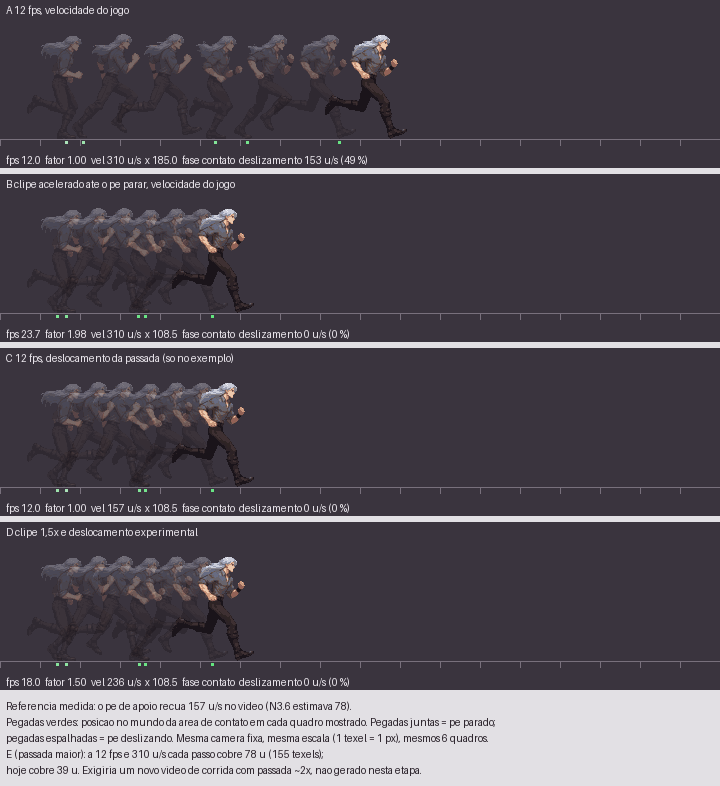 A 12 fps, velocidade do jogo
fps 12.0 fator 1.00 vel 310 u/s x 185.0 fase contato deslizamento 153 u/s (49 %)
B clipe acelerado ate o pe parar, velocidade do jogo
fps 23.7 fator 1.98 vel 310 u/s x 108.5 fase contato deslizamento 0 u/s (0 %)
C 12 fps, deslocamento da passada (so no exemplo)
fps 12.0 fator 1.00 vel 157 u/s x 108.5 fase contato deslizamento 0 u/s (0 %)
D clipe 1,5x e deslocamento experimental
fps 18.0 fator 1.50 vel 236 u/s x 108.5 fase contato deslizamento 0 u/s (0 %)
Referencia medida: o pe de apoio recua 157 u/s no video (N3.6 estimava 78).
Pegadas verdes: posicao no mundo da area de contato em cada quadro mostrado. Pegadas juntas = pe parado;
pegadas espalhadas = pe deslizando. Mesma camera fixa, mesma escala (1 texel = 1 px), mesmos 6 quadros.
E (passada maior): a 12 fps e 310 u/s cada passo cobre 78 u (155 texels);
hoje cobre 39 u. Exigiria um novo video de corrida com passada ~2x, nao gerado nesta etapa.